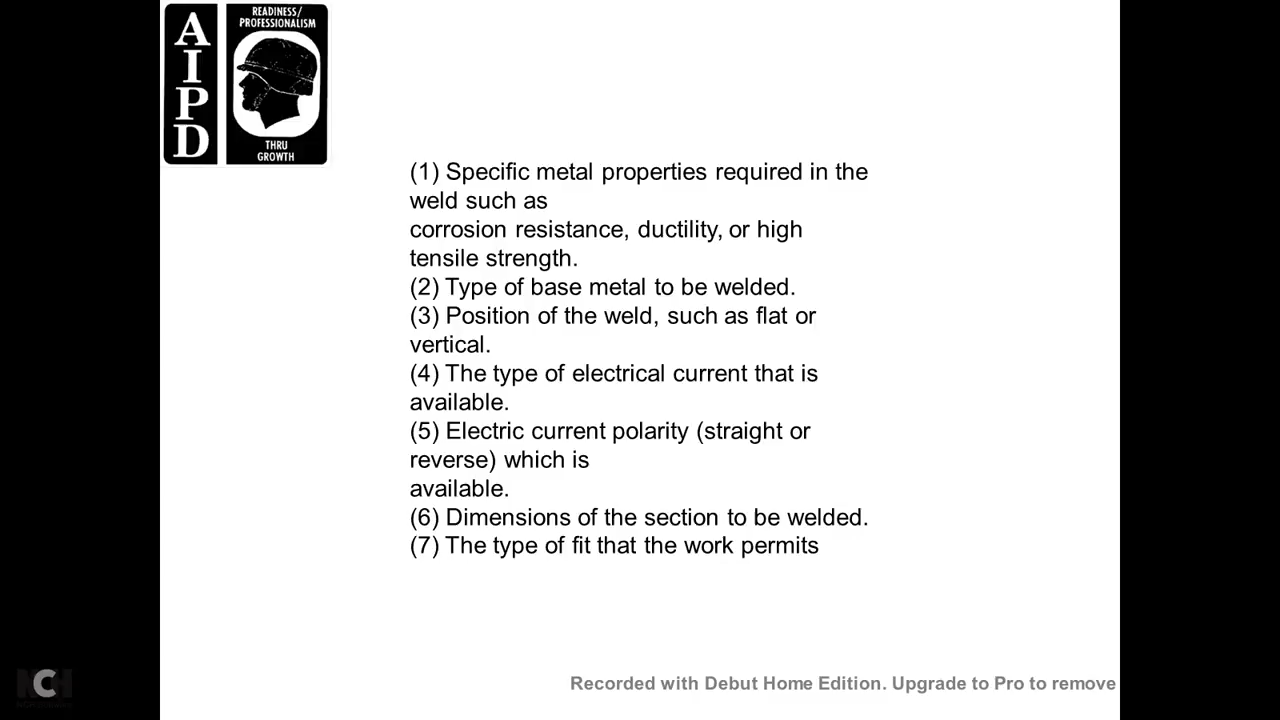 AIPD
READINESS/
PROFESSIONALISM
THRU
GROWTH
(1) Specific metal properties required in the
weld such as
corrosion resistance, ductility, or high
tensile strength.
(2) Type of base metal to be welded.
(3) Position of the weld, such as flat or
vertical.
(4) The type of electrical current that is
available.
(5) Electric current polarity (straight or
reverse) which is
available.
(6) Dimensions of the section to be welded.
(7) The type of fit that the work permits
NCH
Recorded with Debut Home Edition. Upgrade to Pro to remove